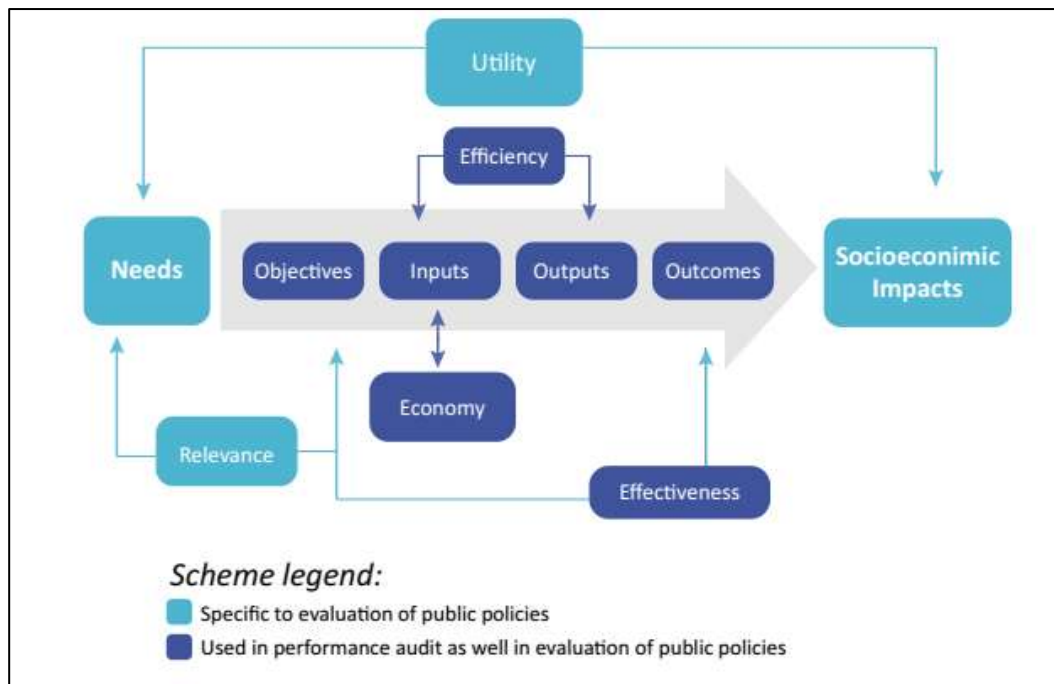 Utility
Efficiency
Needs
Objectives
Inputs
Outputs
Outcomes
Socioeconimic
Impacts
Economy
Relevance
Effectiveness
Scheme legend:
Specific to evaluation of public policies
Used in performance audit as well in evaluation of public policies